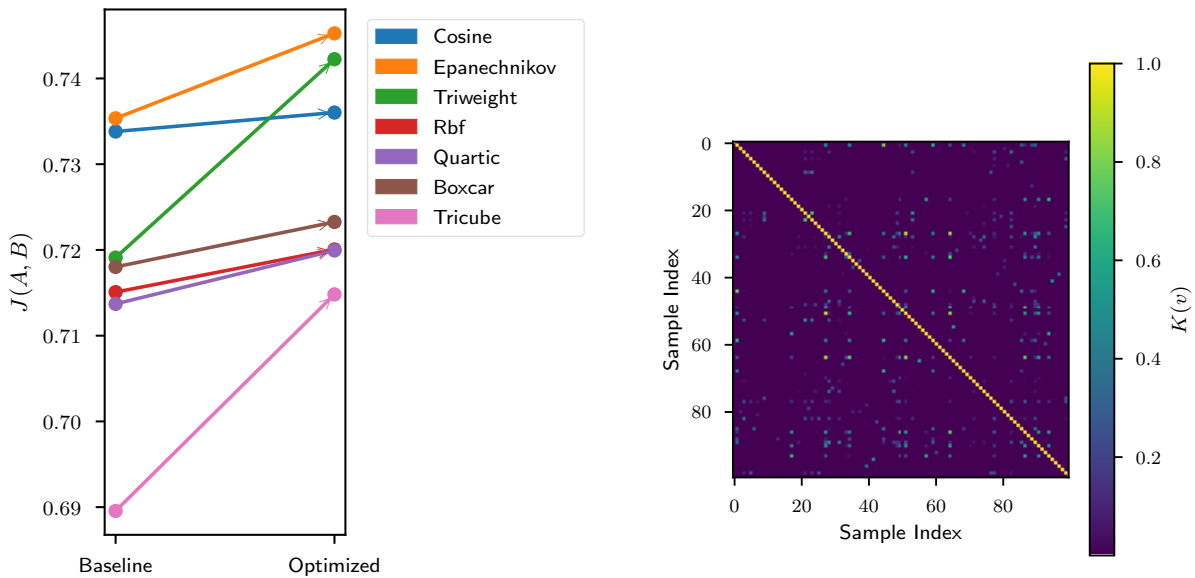 0.74
0.73
0.72
0.71
0.70
0.69
J(A, B)
Baseline
Optimized
Cosine
Epanechnikov
Triweight
Rbf
Quartic
Boxcar
Tricube
0
20
40
60
80
Sample Index
0
20
40
60
80
Sample Index
1.0
0.8
0.6
0.4
0.2
K(v)